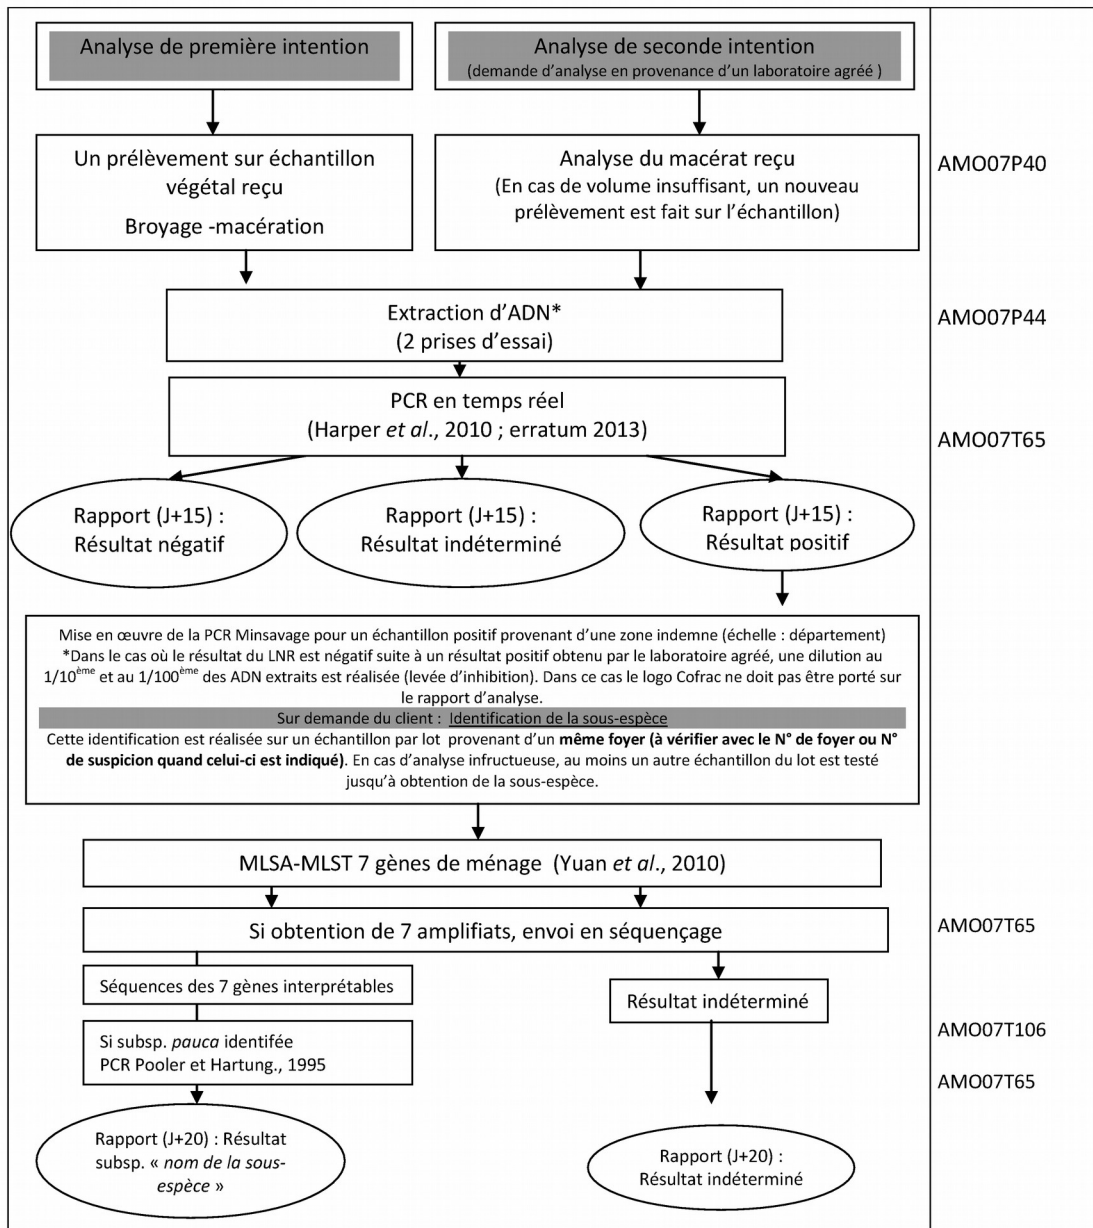 Analyse de première intention
Analyse de seconde intention
(demande d'analyse en provenance d'un laboratoire agréé )
Un prélèvement sur échantillon
végétal reçu
Broyage -macération
Analyse du macérat reçu
(En cas de volume insuffisant, un nouveau
prélèvement est fait sur l'échantillon)
AMO07P40
Extraction d'ADN*
(2 prises d'essai)
AMO07P44
PCR en temps réel
(Harper et al., 2010 ; erratum 2013)
AMO07T65
Rapport (J+15) :
Résultat négatif
Rapport (J+15) :
Résultat indéterminé
Rapport (J+15) :
Résultat positif
Mise en œuvre de la PCR Minsavage pour un échantillon positif provenant d'une zone indemne (échelle : département)
*Dans le cas où le résultat du LNR est négatif suite à un résultat positif obtenu par le laboratoire agréé, une dilution au
1/10ème et au 1/100ème des ADN extraits est réalisée (levée d'inhibition). Dans ce cas le logo Cofrac ne doit pas être porté sur
le rapport d'analyse.
Sur demande du client : Identification de la sous-espèce
Cette identification est réalisée sur un échantillon par lot provenant d'un même foyer (à vérifier avec le N° de foyer ou N°
de suspicion quand celui-ci est indiqué). En cas d'analyse infructueuse, au moins un autre échantillon du lot est testé
jusqu'à obtention de la sous-espèce.
MLSA-MLST 7 gènes de ménage (Yuan et al., 2010)
Si obtention de 7 amplifiats, envoi en séquençage
AMO07T65
Séquences des 7 gènes interprétables
Résultat indéterminé
Si subsp. pauca identifée
PCR Pooler et Hartung., 1995
AMO07T106
AMO07T65
Rapport (J+20) : Résultat
subsp. « nom de la sous-
espèce »
Rapport (J+20) :
Résultat indéterminé